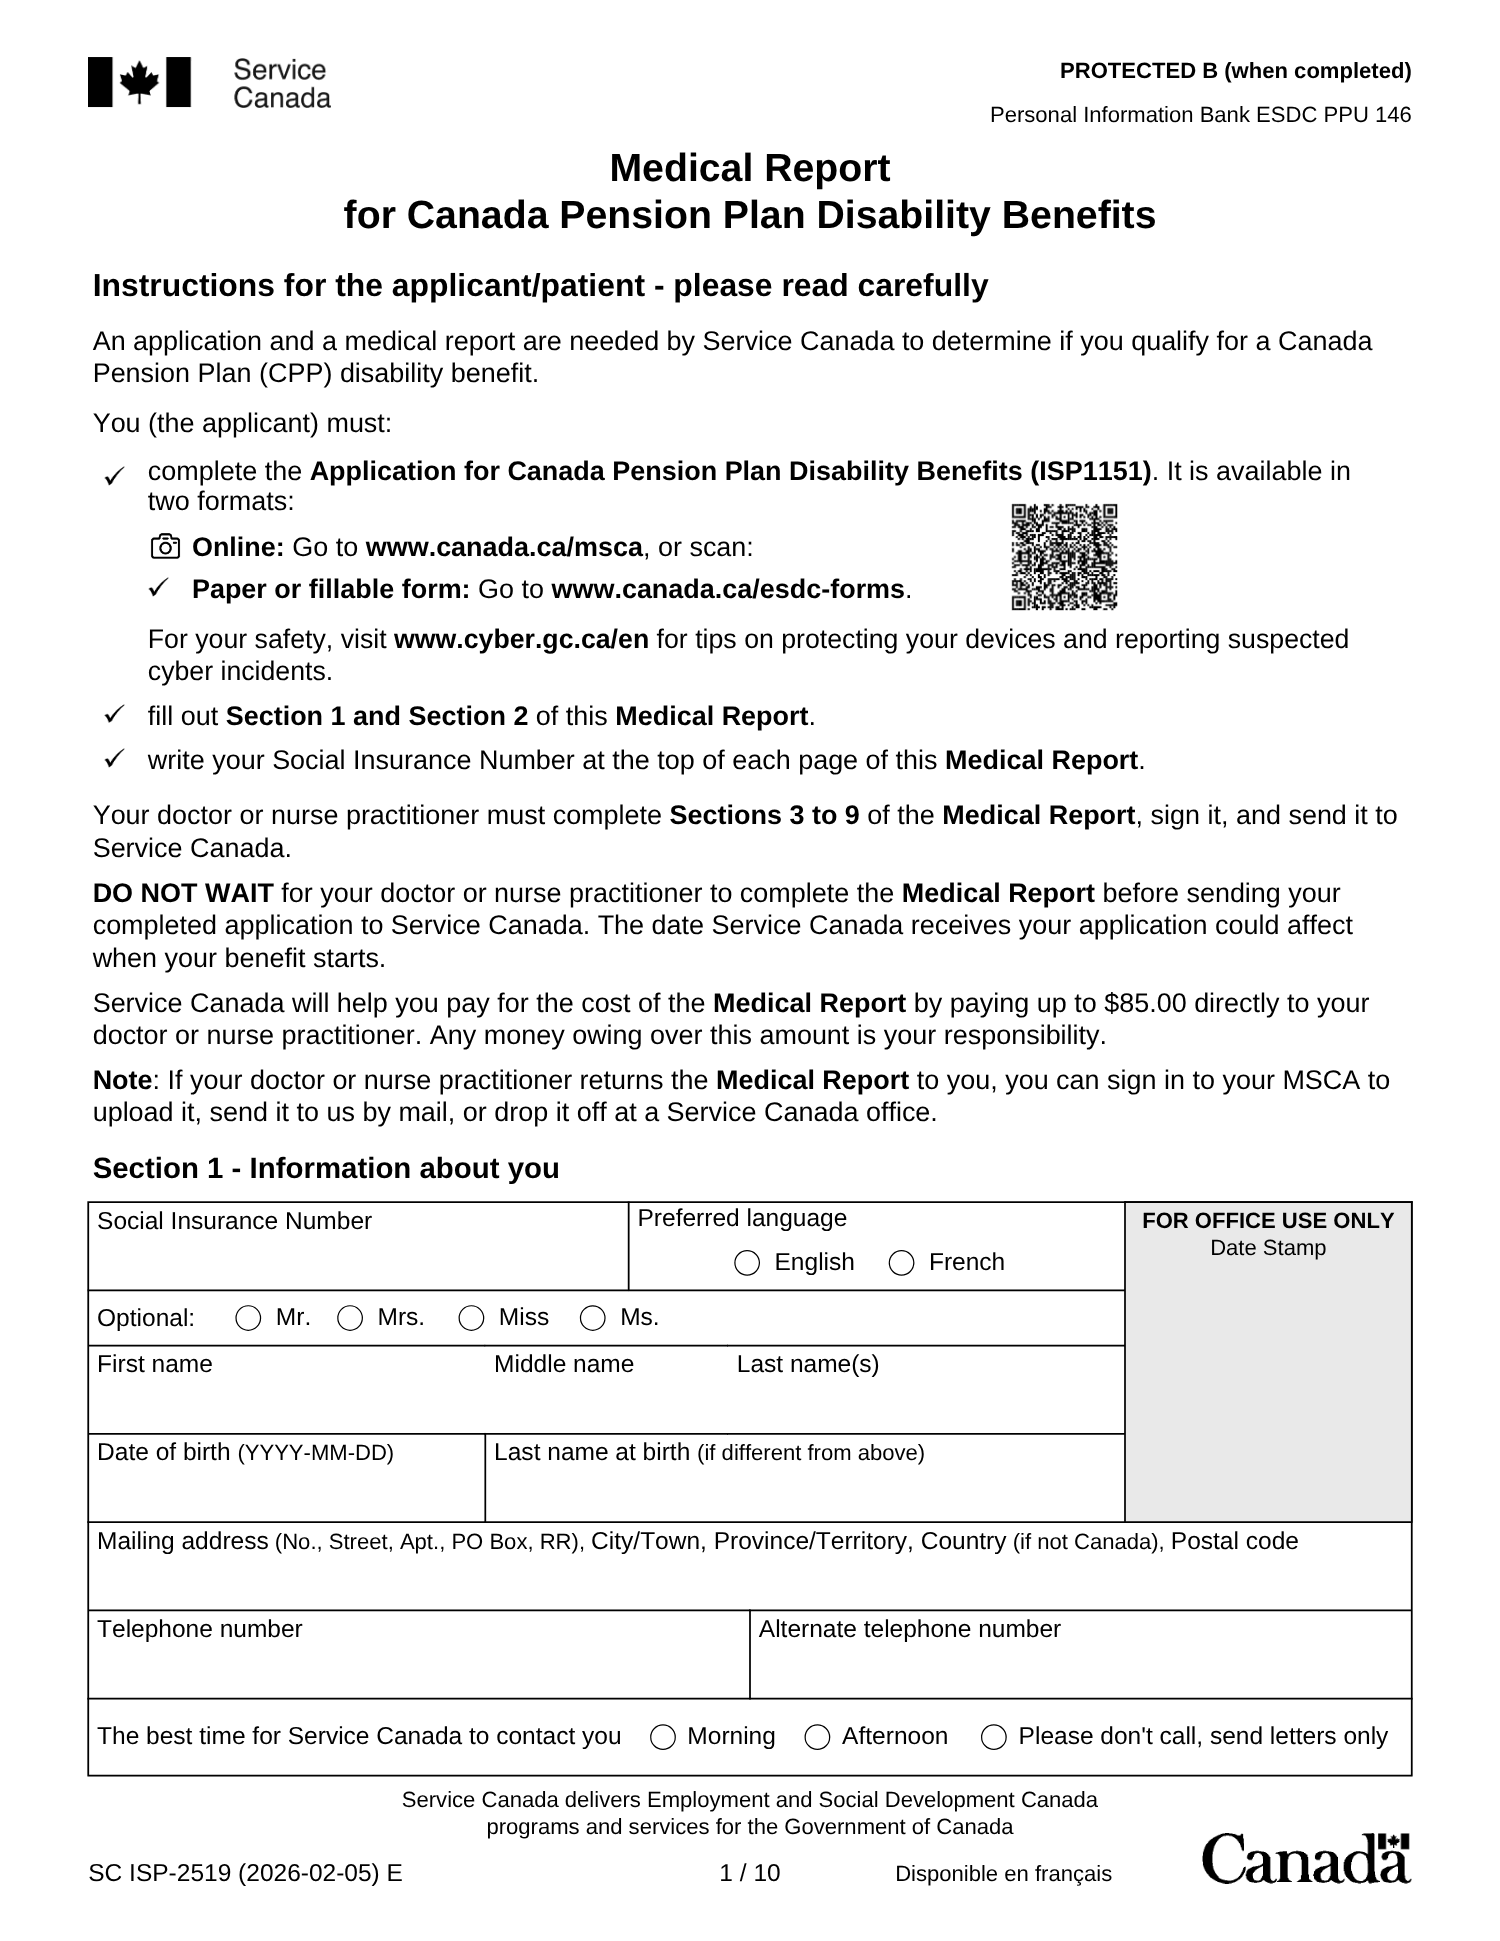 Service
Canada
PROTECTED B (when completed)
Personal Information Bank ESDC PPU 146
Medical Report
for Canada Pension Plan Disability Benefits
Instructions for the applicant/patient - please read carefully
An application and a medical report are needed by Service Canada to determine if you qualify for a Canada
Pension Plan (CPP) disability benefit.
You (the applicant) must:
✓ complete the Application for Canada Pension Plan Disability Benefits (ISP1151). It is available in
two formats:
Online: Go to www.canada.ca/msca, or scan:
✓ Paper or fillable form: Go to www.canada.ca/esdc-forms.
For your safety, visit www.cyber.gc.ca/en for tips on protecting your devices and reporting suspected
cyber incidents.
✓ fill out Section 1 and Section 2 of this Medical Report.
✓ write your Social Insurance Number at the top of each page of this Medical Report.
Your doctor or nurse practitioner must complete Sections 3 to 9 of the Medical Report, sign it, and send it to
Service Canada.
DO NOT WAIT for your doctor or nurse practitioner to complete the Medical Report before sending your
completed application to Service Canada. The date Service Canada receives your application could affect
when your benefit starts.
Service Canada will help you pay for the cost of the Medical Report by paying up to $85.00 directly to your
doctor or nurse practitioner. Any money owing over this amount is your responsibility.
Note: If your doctor or nurse practitioner returns the Medical Report to you, you can sign in to your MSCA to
upload it, send it to us by mail, or drop it off at a Service Canada office.
Section 1 - Information about you
Social Insurance Number
Preferred language
English French
FOR OFFICE USE ONLY
Date Stamp
Optional: Mr. Mrs. Miss Ms.
First name Middle name Last name(s)
Date of birth (YYYY-MM-DD) Last name at birth (if different from above)
Mailing address (No., Street, Apt., PO Box, RR), City/Town, Province/Territory, Country (if not Canada), Postal code
Telephone number Alternate telephone number
The best time for Service Canada to contact you Morning Afternoon Please don't call, send letters only
Service Canada delivers Employment and Social Development Canada
programs and services for the Government of Canada
SC ISP-2519 (2026-02-05) E 1 / 10 Disponible en français Canada